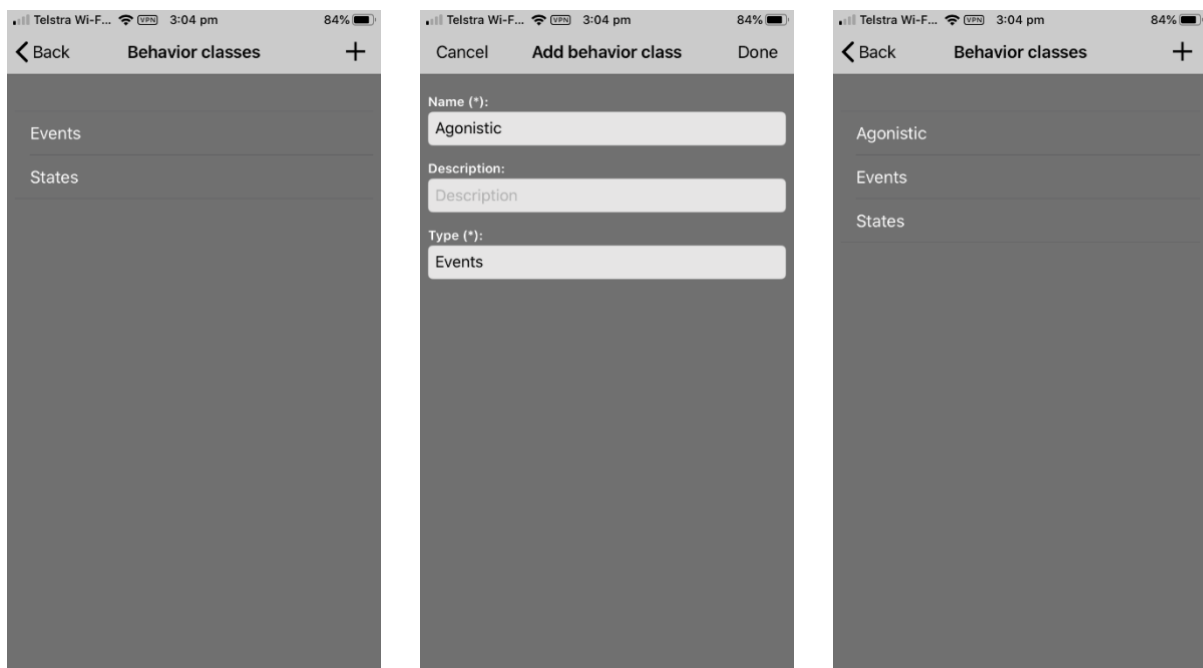 Telstra Wi-F... VPN 3:04 pm 84%
Back Behavior classes +
Events
States
Telstra Wi-F... VPN 3:04 pm 84%
Cancel Add behavior class Done
Name (*):
Agonistic
Description:
Description
Type (*):
Events
Telstra Wi-F... VPN 3:04 pm 84%
Back Behavior classes +
Agonistic
Events
States